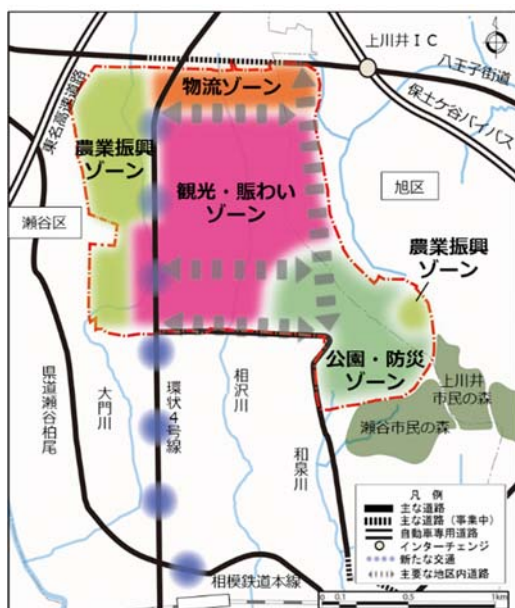 上川井ＩＣ
八王子街道
保土ケ谷バイパス
東名高速道路
物流ゾーン
農業振興
ゾーン
観光・賑わい
ゾーン
旭区
瀬谷区
農業振興
ゾーン
公園・防災
ゾーン
上川井
市民の森
瀬谷市民の森
県道瀬谷柏尾
大門川
環状４号線
相沢川
和泉川
相模鉄道本線
凡 例
主な道路
主な道路（事業中）
自動車専用道路
インターチェンジ
新たな交通
主要な地区内道路
0
0.1
0.5
1km